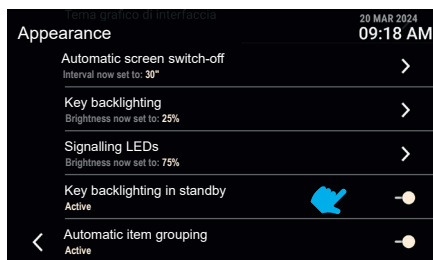 Tema grafico di interfaccia
20 MAR 2024
Appearance
09:18 AM
Automatic screen switch-off
Interval now set to: 30"
Key backlighting
Brightness now set to: 25%
Signalling LEDs
Brightness now set to: 75%
Key backlighting in standby
Active
Automatic item grouping
Active